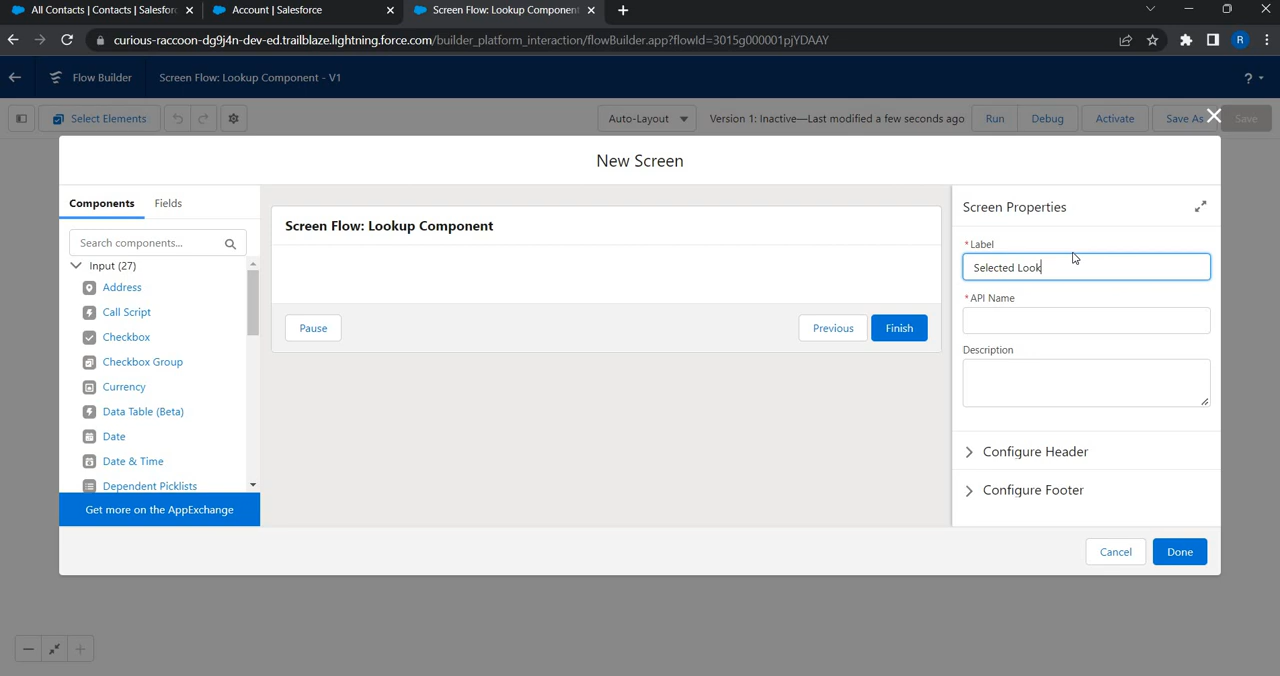 All Contacts | Contacts | Salesforc
Account | Salesforce
Screen Flow: Lookup Component
curious-raccoon-dg9j4n-dev-ed.trailblaze.lightning.force.com/builder_platform_interaction/flowBuilder.app?flowId=3015g000001pjYDAAY
R
Flow Builder
Screen Flow: Lookup Component - V1
?
Select Elements
Auto-Layout
Version 1: Inactive—Last modified a few seconds ago
Run
Debug
Activate
Save As
Save
New Screen
Components
Fields
Search components...
Input (27)
Address
Call Script
Checkbox
Checkbox Group
Currency
Data Table (Beta)
Date
Date & Time
Dependent Picklists
Get more on the AppExchange
Screen Flow: Lookup Component
Pause
Previous
Finish
Screen Properties
* Label
Selected Look
* API Name
Description
Configure Header
Configure Footer
Cancel
Done